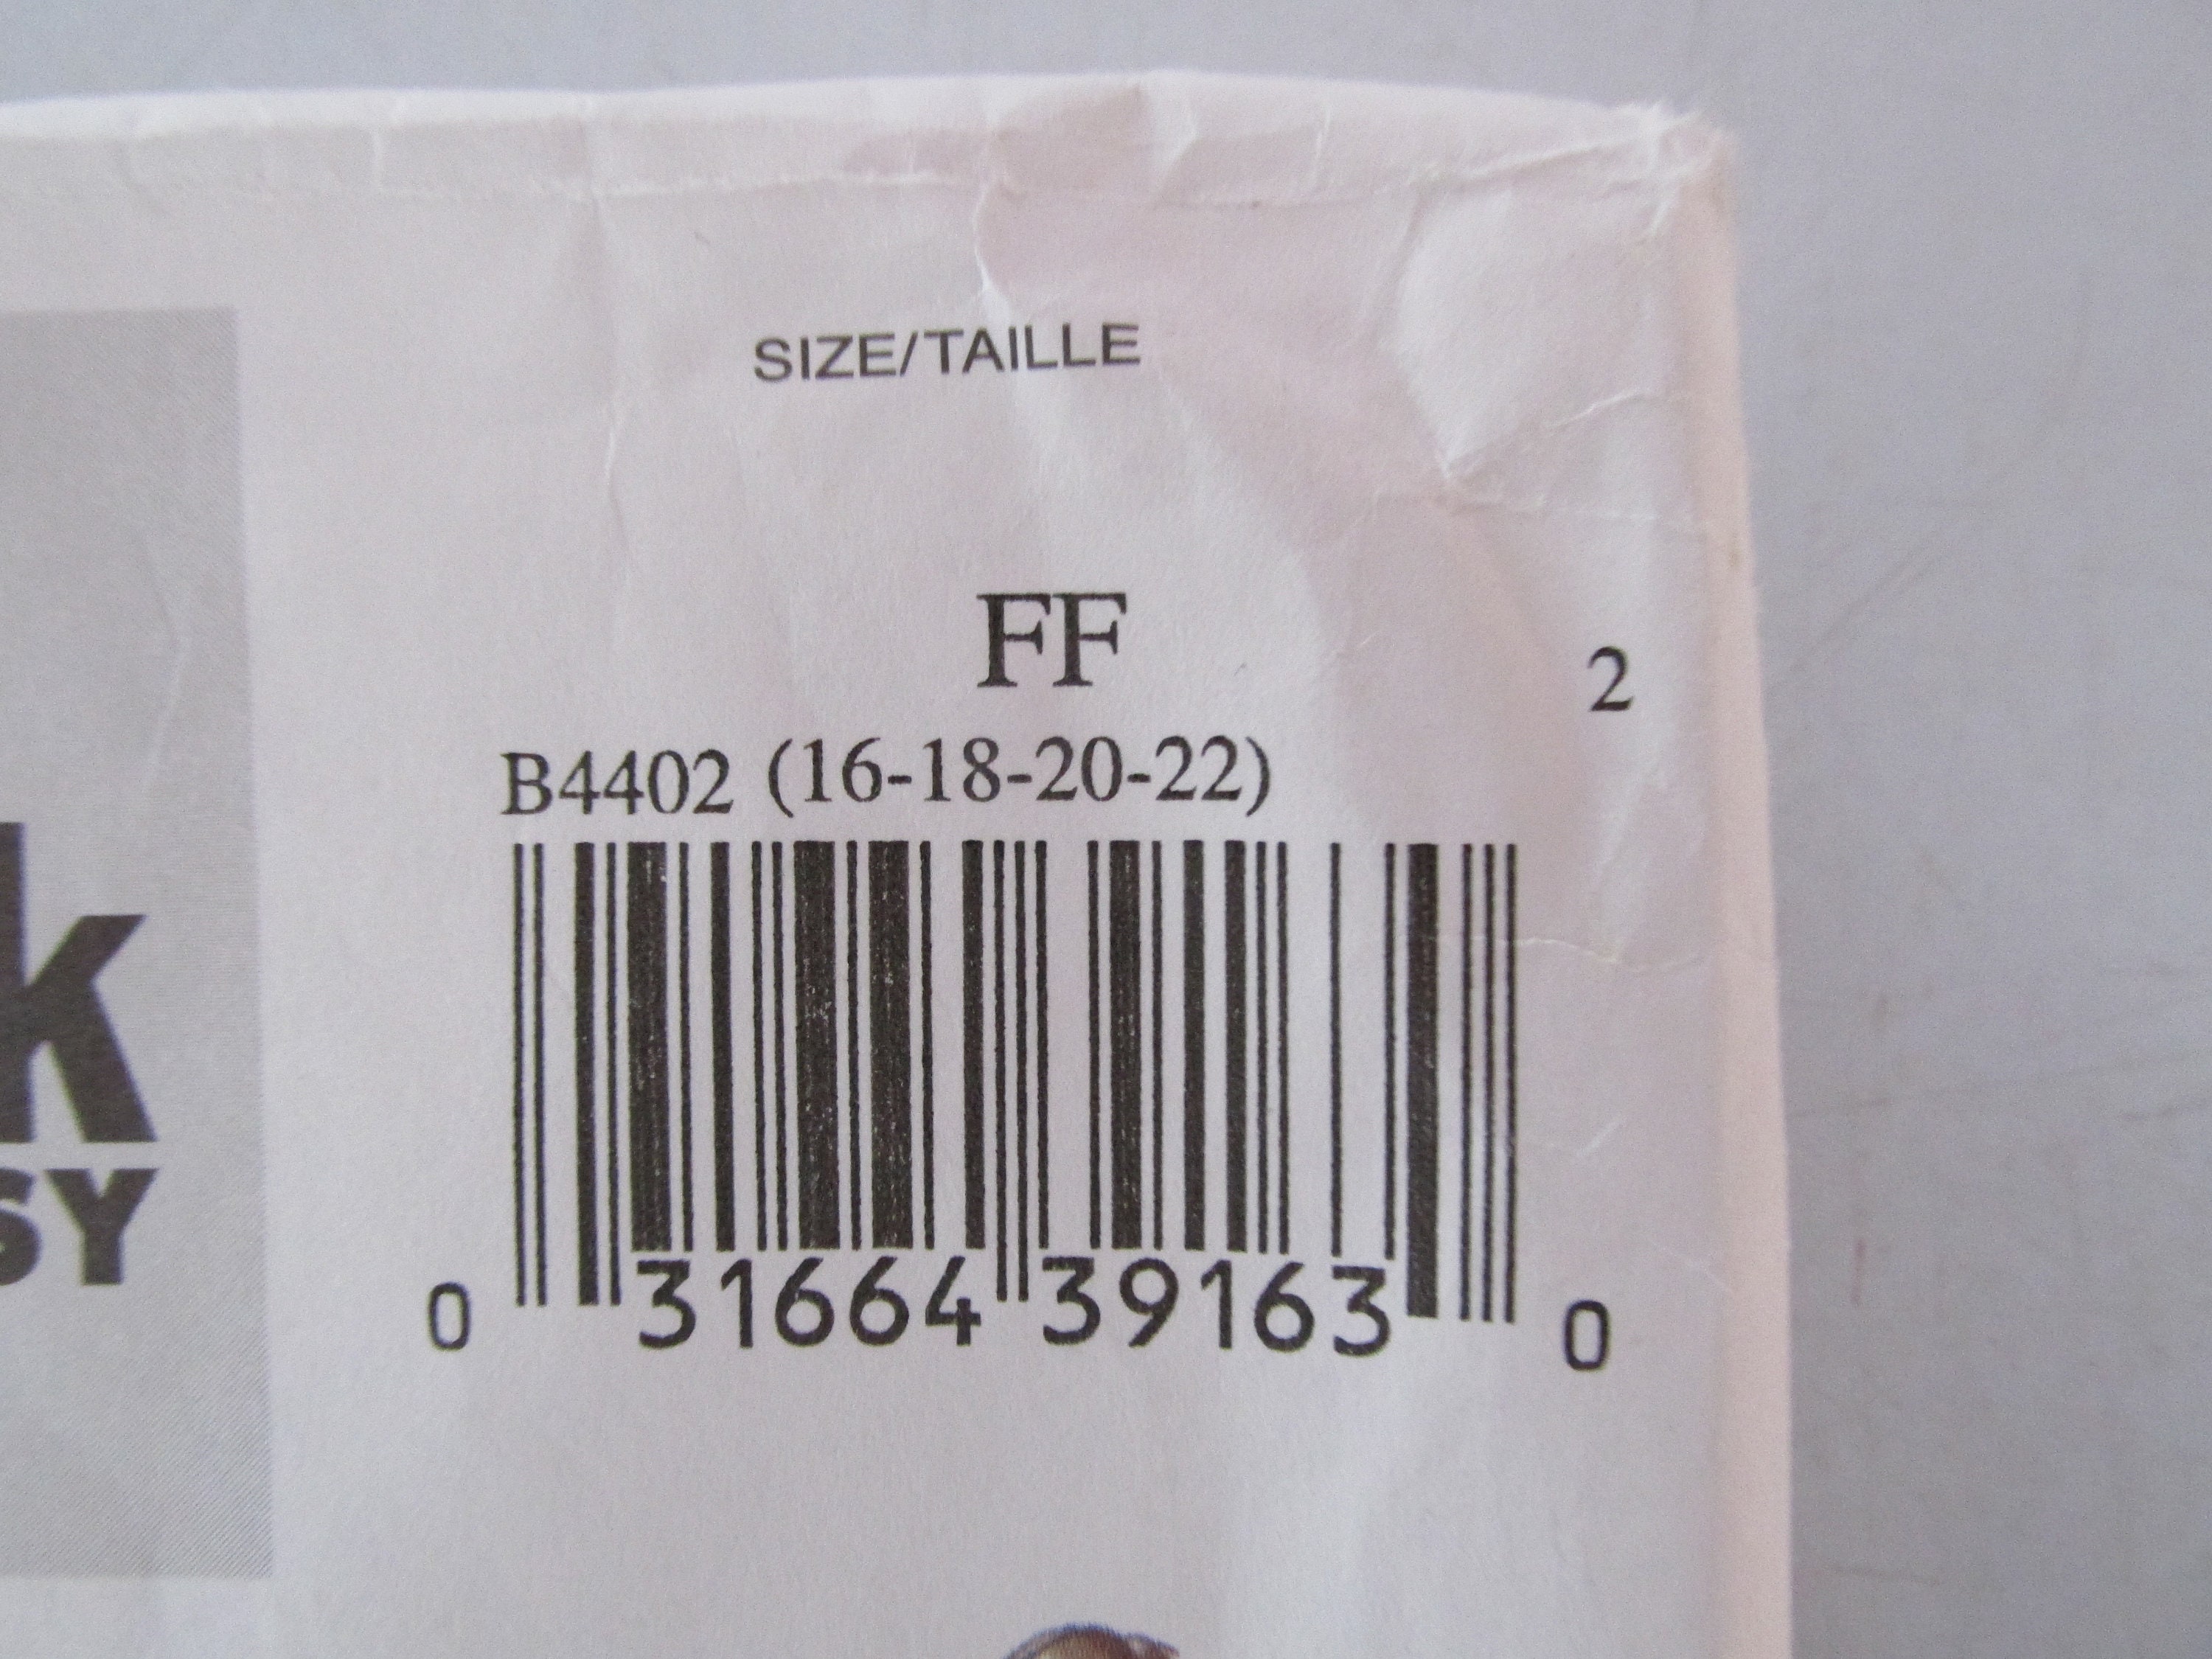 SIZE/TAILLE
FF
2
B4402 (16-18-20-22)
0 31664 39163 0
k
SY